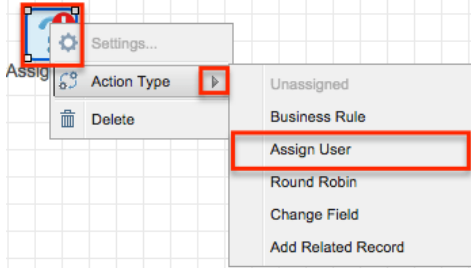 Settings...
Assig
Action Type
Delete
Unassigned
Business Rule
Assign User
Round Robin
Change Field
Add Related Record